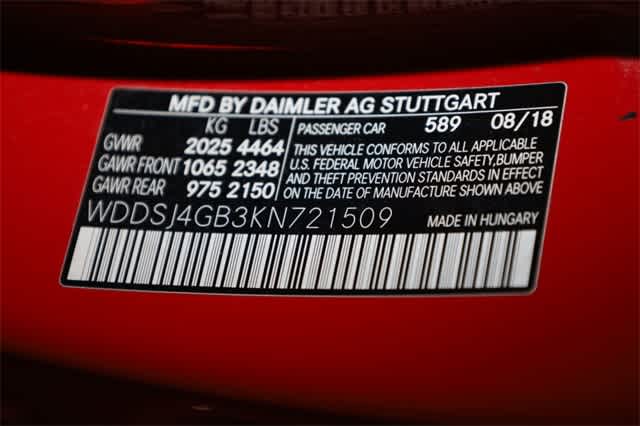 MFD BY DAIMLER AG STUTTGART
KG LBS
GVWR 2025 4464
GAWR FRONT 1065 2348
GAWR REAR 975 2150
PASSENGER CAR 589 08/18
THIS VEHICLE CONFORMS TO ALL APPLICABLE
U.S. FEDERAL MOTOR VEHICLE SAFETY,BUMPER
AND THEFT PREVENTION STANDARDS IN EFFECT
ON THE DATE OF MANUFACTURE SHOWN ABOVE
WDDSJ4GB3KN721509 MADE IN HUNGARY